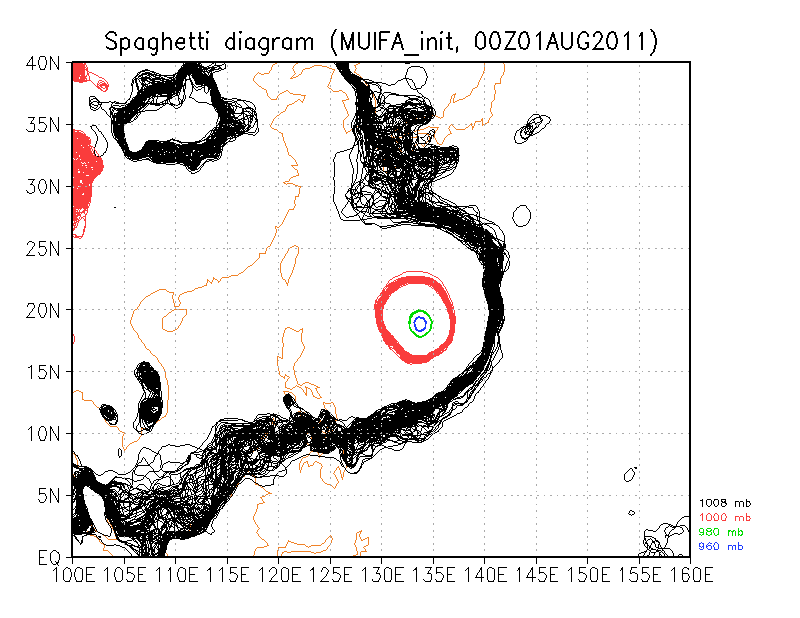 Spaghetti diagram (MUIFA_init, 00Z01AUG2011)
40N
35N
30N
25N
20N
15N
10N
5N
EQ
100E 105E 110E 115E 120E 125E 130E 135E 140E 145E 150E 155E 160E
1008 mb
1000 mb
980 mb
960 mb